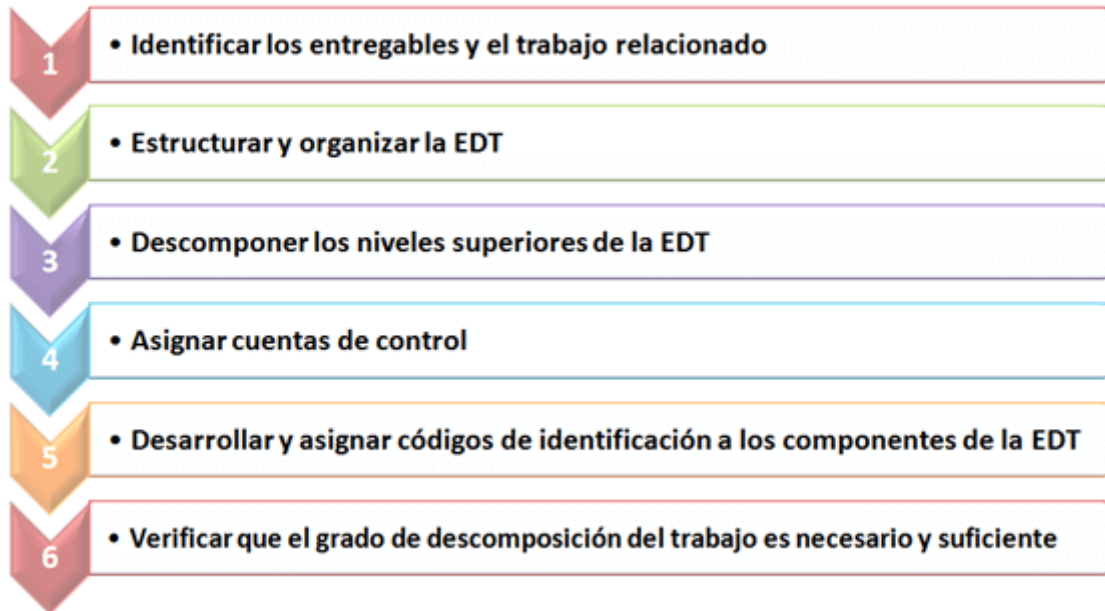 1
• Identificar los entregables y el trabajo relacionado
2
• Estructurar y organizar la EDT
3
• Descomponer los niveles superiores de la EDT
4
• Asignar cuentas de control
5
• Desarrollar y asignar códigos de identificación a los componentes de la EDT
6
• Verificar que el grado de descomposición del trabajo es necesario y suficiente